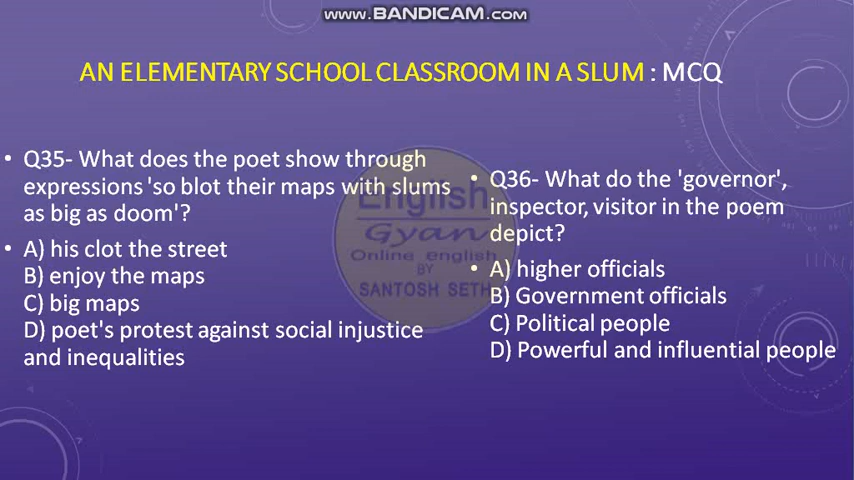 www.BANDICAM.com
AN ELEMENTARY SCHOOL CLASSROOM IN A SLUM : MCQ
• Q35- What does the poet show through
expressions 'so blot their maps with slums
as big as doom'?
• A) his clot the street
B) enjoy the maps
C) big maps
D) poet's protest against social injustice
and inequalities
• Q36- What do the 'governor',
inspector, visitor in the poem
depict?
• A) higher officials
B) Government officials
C) Political people
D) Powerful and influential people
English
Gyan
Online english
BY
SANTOSH SETH